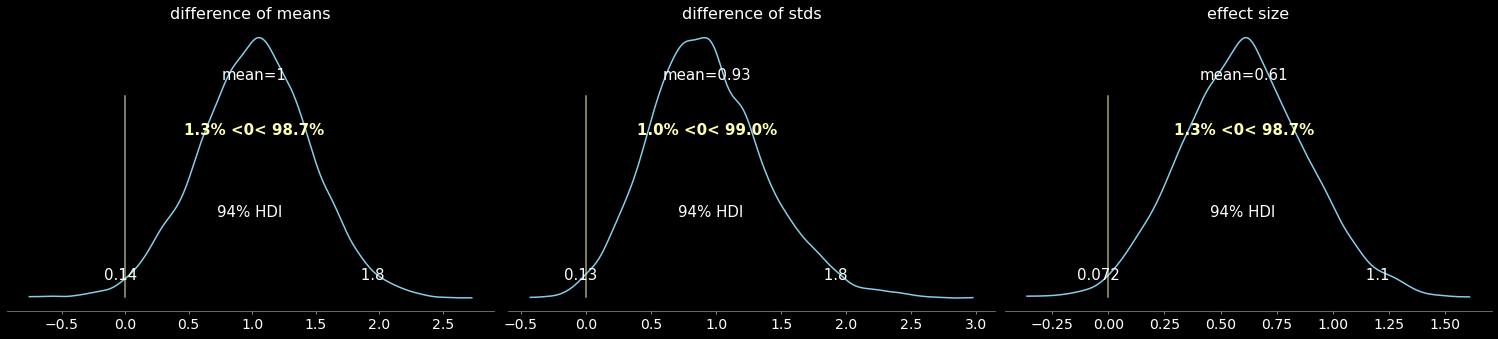 difference of means
mean=1
1.3% <0< 98.7%
94% HDI
0.14 1.8
−0.5 0.0 0.5 1.0 1.5 2.0 2.5
difference of stds
mean=0.93
1.0% <0< 99.0%
94% HDI
0.13 1.8
−0.5 0.0 0.5 1.0 1.5 2.0 2.5 3.0
effect size
mean=0.61
1.3% <0< 98.7%
94% HDI
0.072 1.1
−0.25 0.00 0.25 0.50 0.75 1.00 1.25 1.50